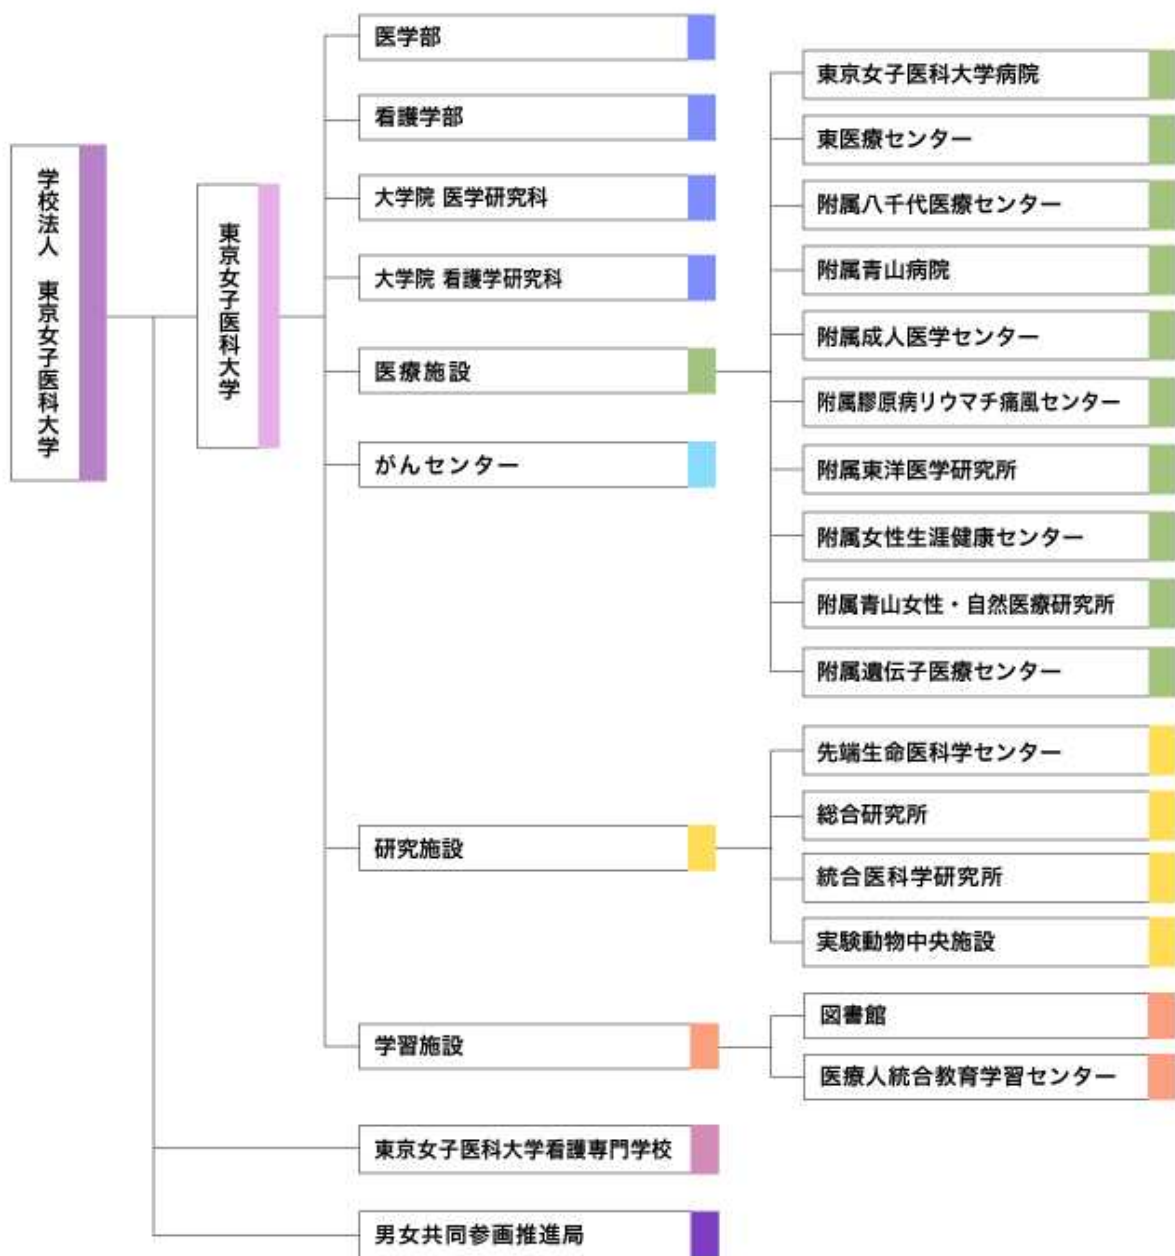 学校法人　東京女子医科大学
東京女子医科大学
医学部
看護学部
大学院 医学研究科
大学院 看護学研究科
医療施設
東京女子医科大学病院
東医療センター
附属八千代医療センター
附属青山病院
附属成人医学センター
附属膠原病リウマチ痛風センター
附属東洋医学研究所
附属女性生涯健康センター
附属青山女性・自然医療研究所
附属遺伝子医療センター
がんセンター
研究施設
先端生命医科学センター
総合研究所
統合医科学研究所
実験動物中央施設
学習施設
図書館
医療人統合教育学習センター
東京女子医科大学看護専門学校
男女共同参画推進局